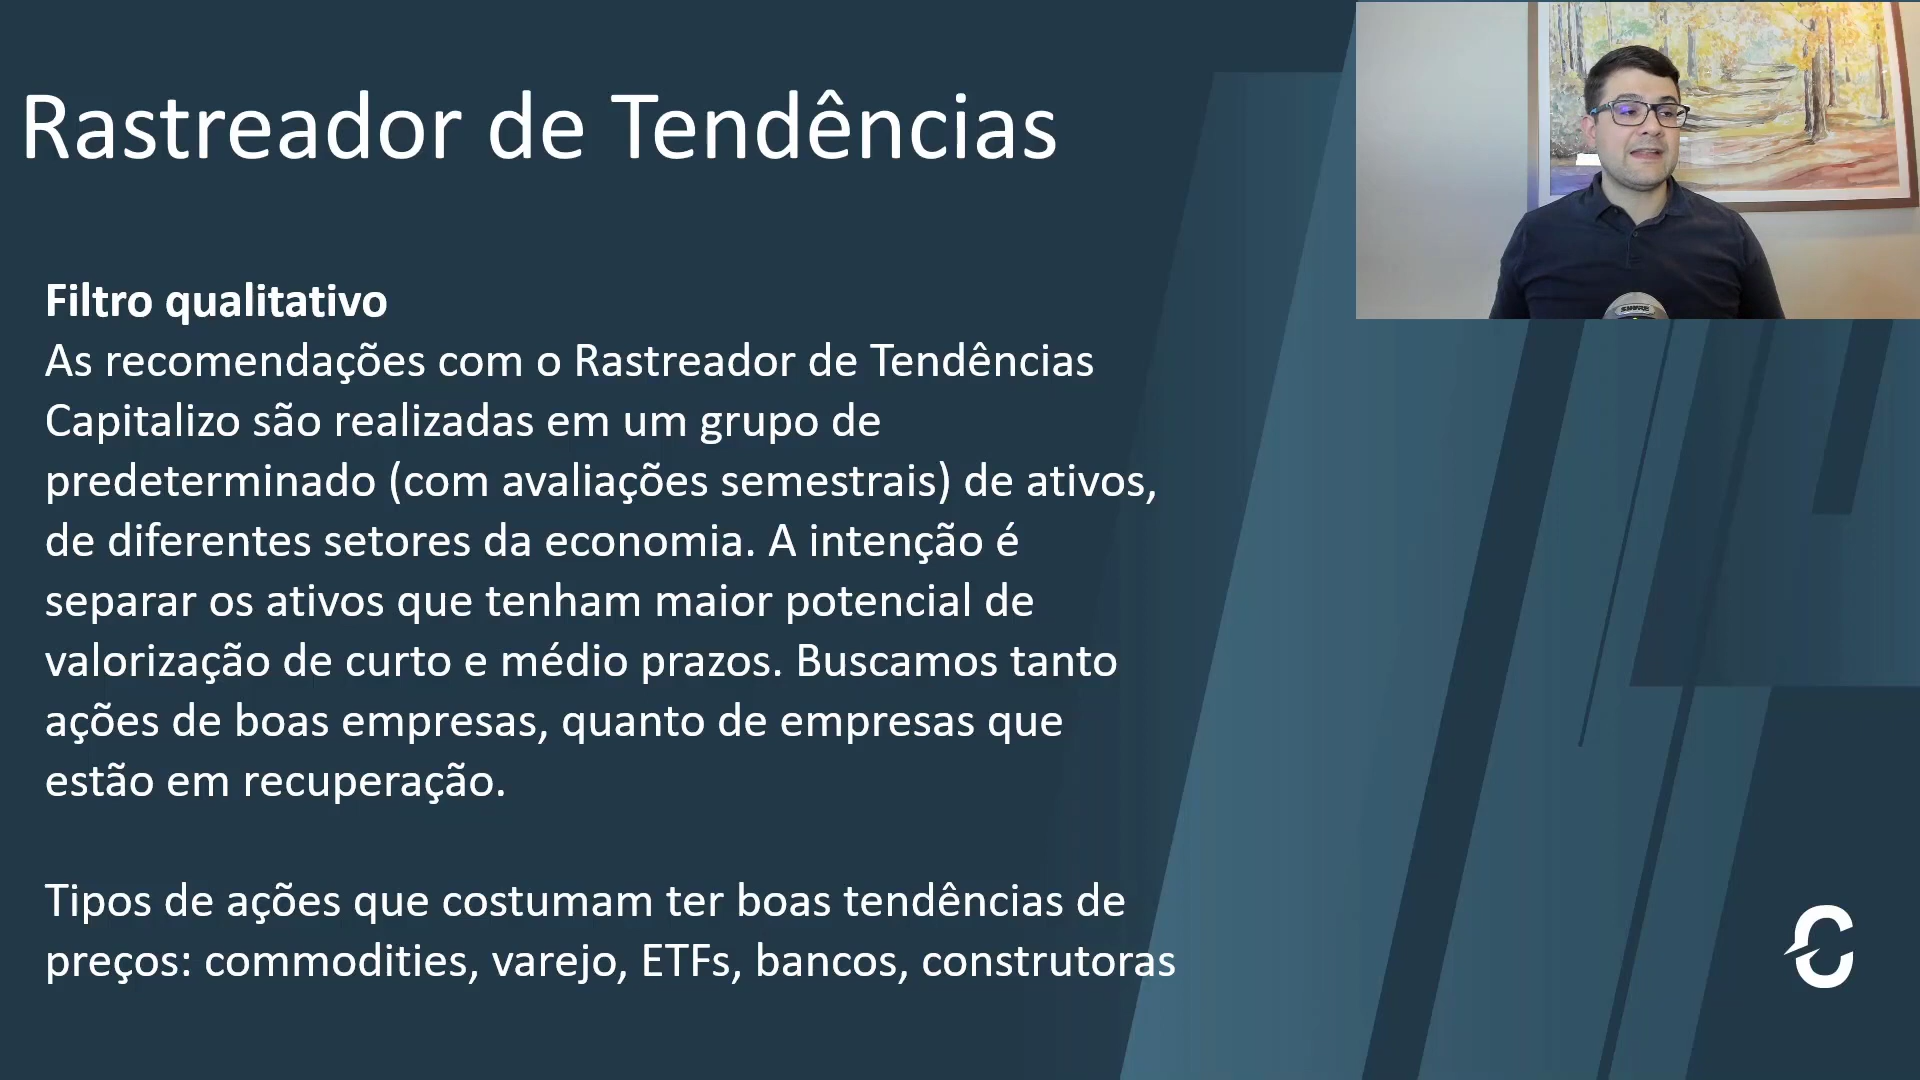 Rastreador de Tendências
Filtro qualitativo
As recomendações com o Rastreador de Tendências
Capitalizo são realizadas em um grupo de
predeterminado (com avaliações semestrais) de ativos,
de diferentes setores da economia. A intenção é
separar os ativos que tenham maior potencial de
valorização de curto e médio prazos. Buscamos tanto
ações de boas empresas, quanto de empresas que
estão em recuperação.
Tipos de ações que costumam ter boas tendências de
preços: commodities, varejo, ETFs, bancos, construtoras
SHURE